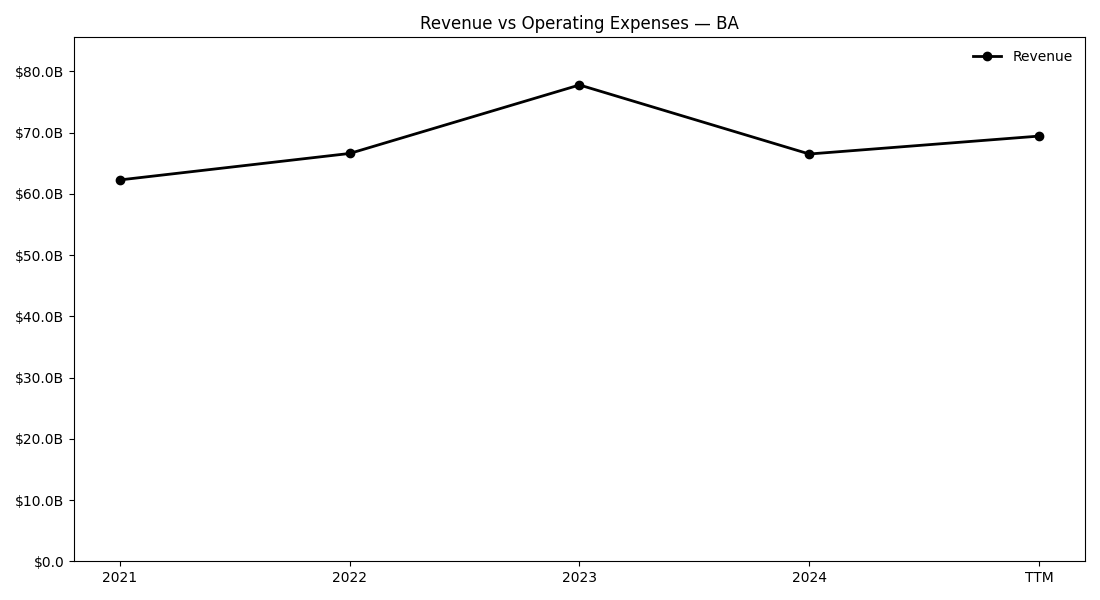 Revenue vs Operating Expenses — BA
Revenue
$80.0B
$70.0B
$60.0B
$50.0B
$40.0B
$30.0B
$20.0B
$10.0B
$0.0
2021 2022 2023 2024 TTM